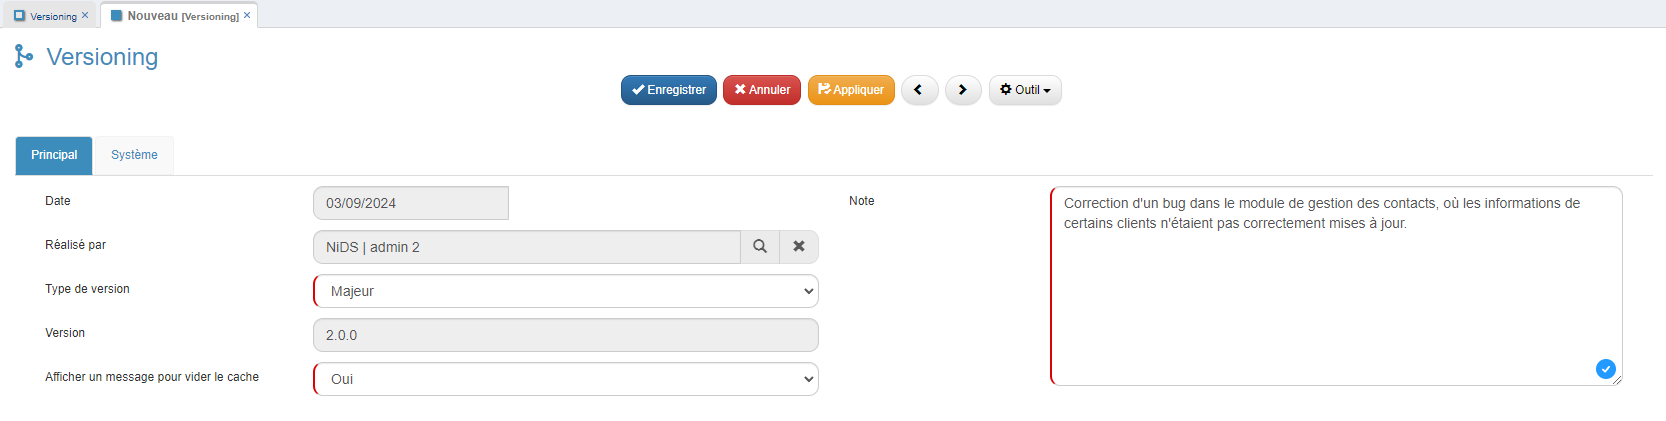 Versioning
Nouveau [Versioning]
Versioning
Enregistrer
Annuler
Appliquer
Outil
Principal
Système
Date
03/09/2024
Réalisé par
NiDS | admin 2
Type de version
Majeur
Version
2.0.0
Afficher un message pour vider le cache
Oui
Note
Correction d'un bug dans le module de gestion des contacts, où les informations de
certains clients n'étaient pas correctement mises à jour.